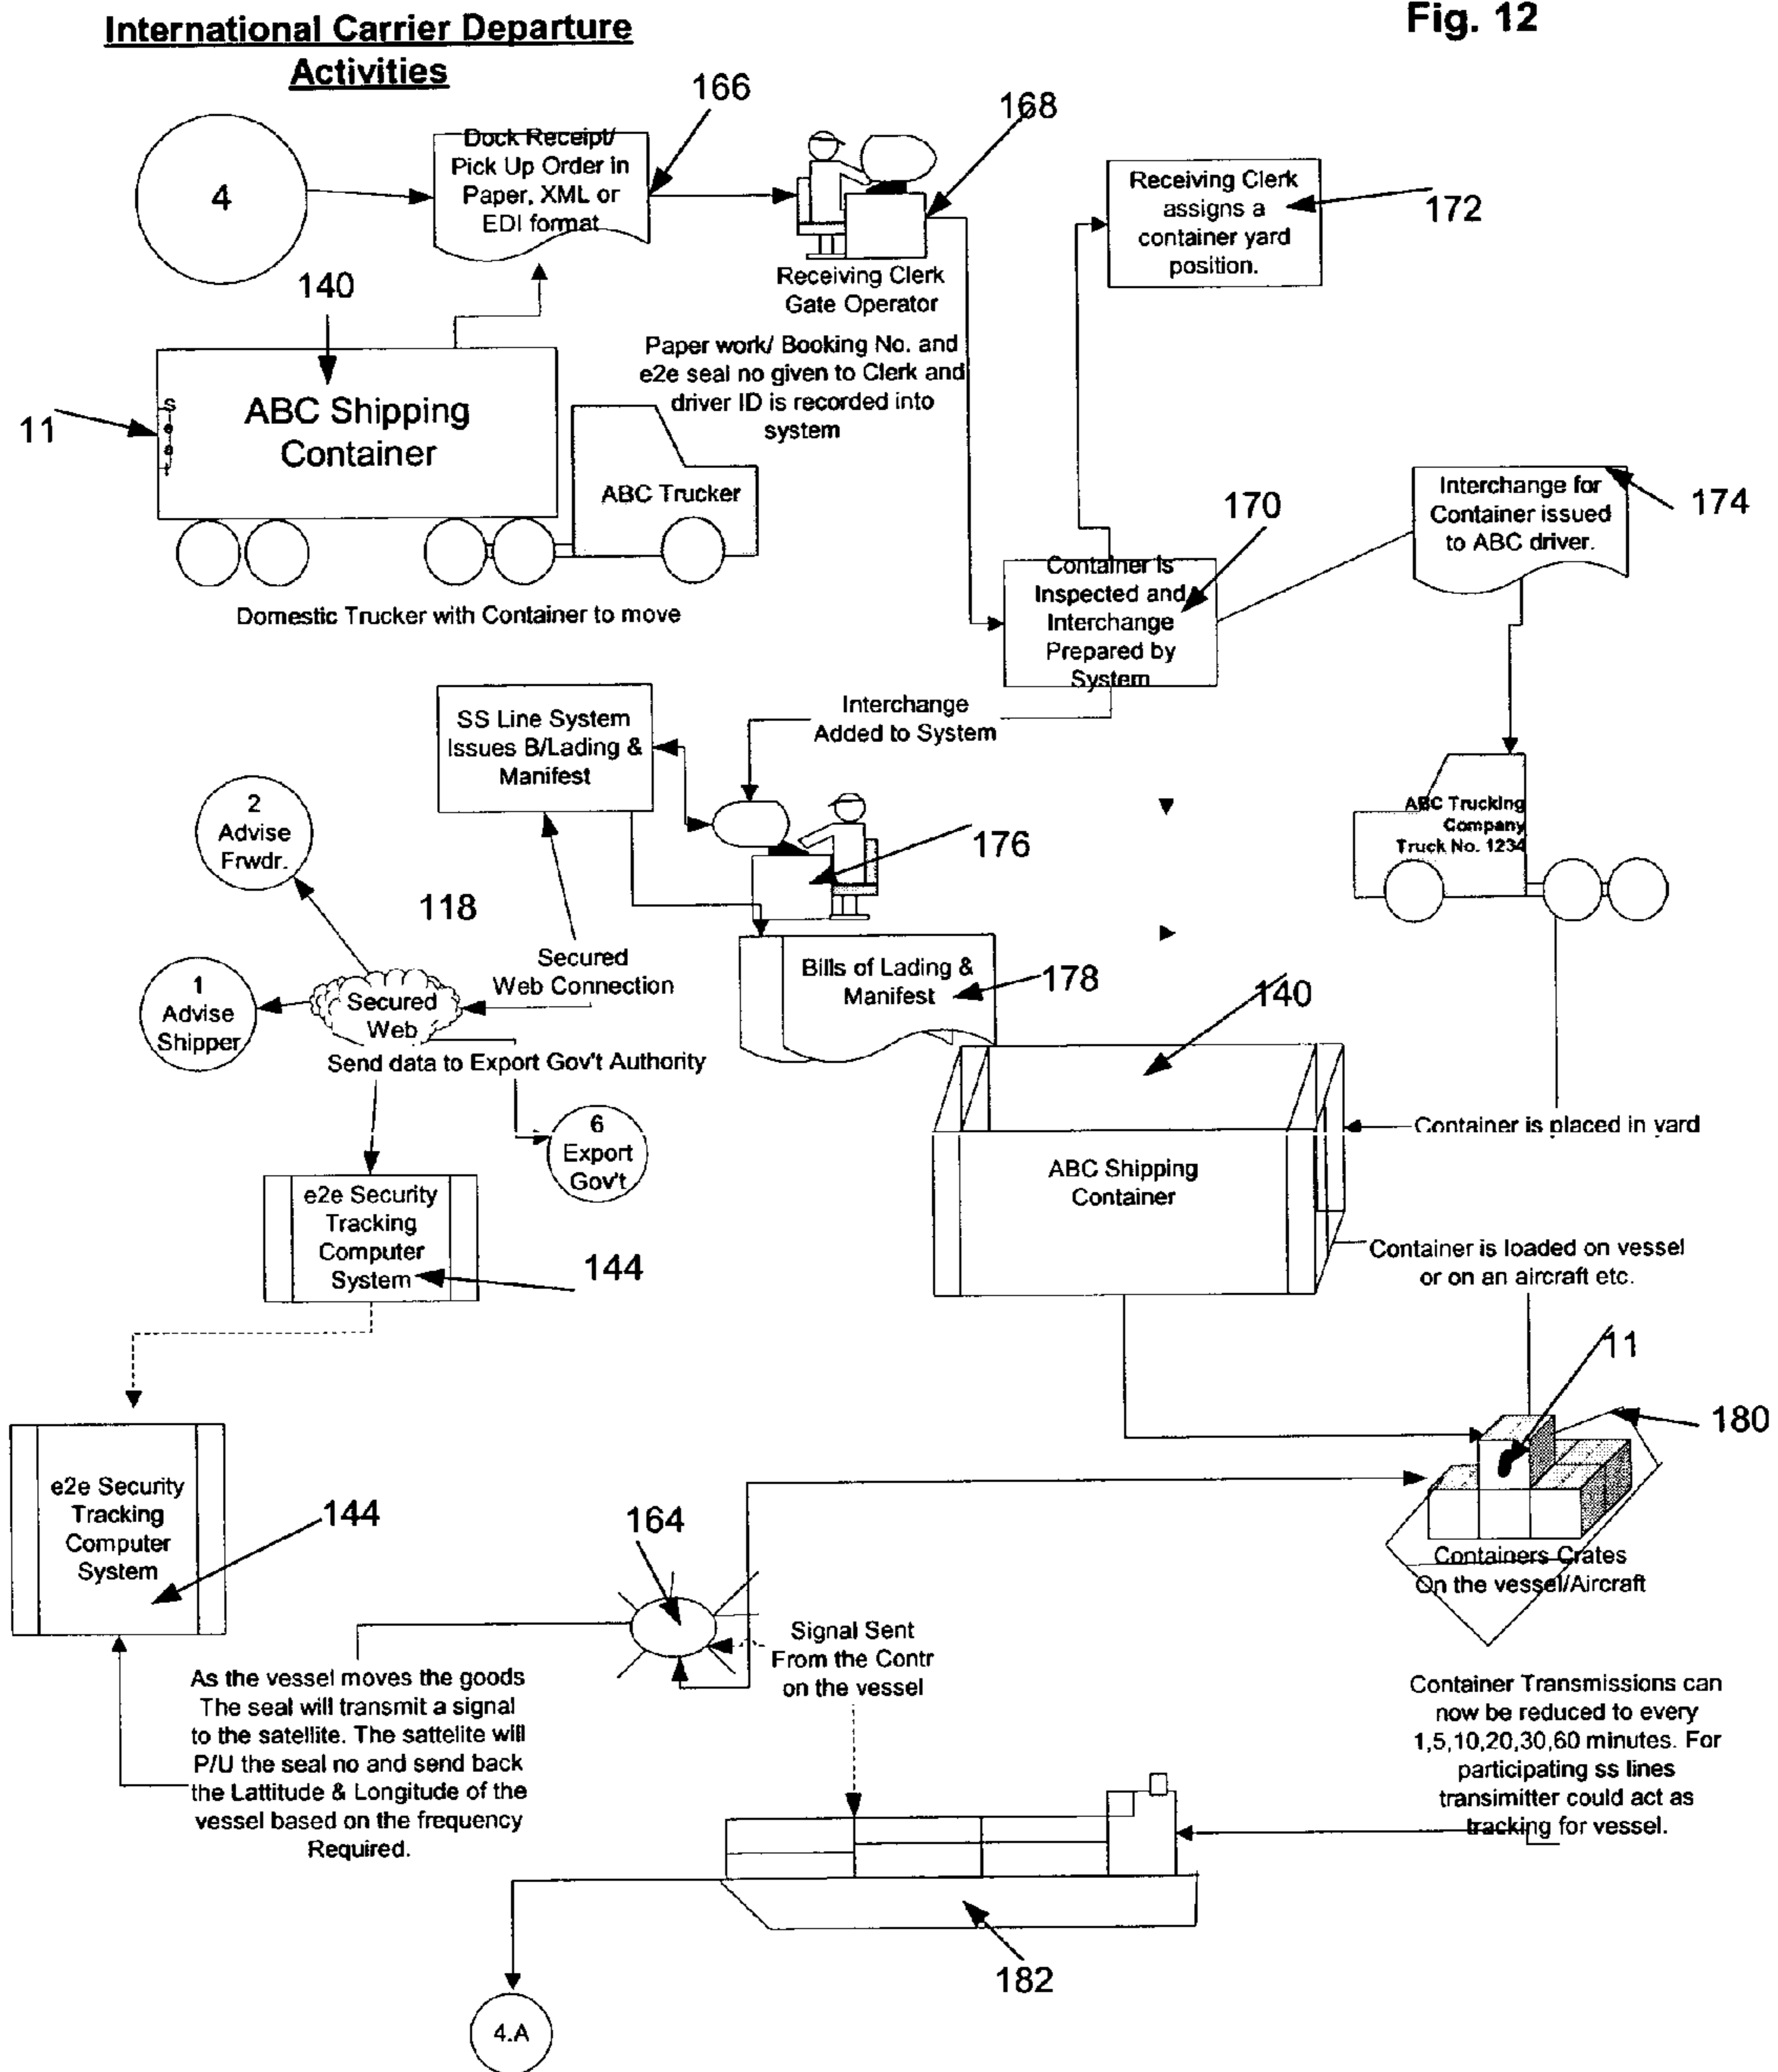 International Carrier Departure
Activities
Fig. 12
166
168
4
Dock Receipt/
Pick Up Order in
Paper, XML or
EDI format
Receiving Clerk
Gate Operator
Receiving Clerk
assigns a
container yard
position.
172
140
Paper work/ Booking No. and
e2e seal no given to Clerk and
driver ID is recorded into
system
11
S
e
a
l
ABC Shipping
Container
ABC Trucker
Domestic Trucker with Container to move
170
Container is
Inspected and
Interchange
Prepared by
System
Interchange for
Container issued
to ABC driver.
174
Interchange
Added to System
SS Line System
Issues B/Lading &
Manifest
2
Advise
Frwdr.
176
ABC Trucking
Company
Truck No. 1234
118
Secured
Web Connection
1
Advise
Shipper
Secured
Web
Bills of Lading &
Manifest
178
140
Send data to Export Gov't Authority
6
Export
Gov't
Container is placed in yard
ABC Shipping
Container
e2e Security
Tracking
Computer
System
144
Container is loaded on vessel
or on an aircraft etc.
11
180
e2e Security
Tracking
Computer
System
144
164
Containers Crates
On the vessel/Aircraft
Signal Sent
From the Contr
on the vessel
As the vessel moves the goods
The seal will transmit a signal
to the satellite. The sattelite will
P/U the seal no and send back
the Lattitude & Longitude of the
vessel based on the frequency
Required.
Container Transmissions can
now be reduced to every
1,5,10,20,30,60 minutes. For
participating ss lines
transimitter could act as
tracking for vessel.
182
4.A